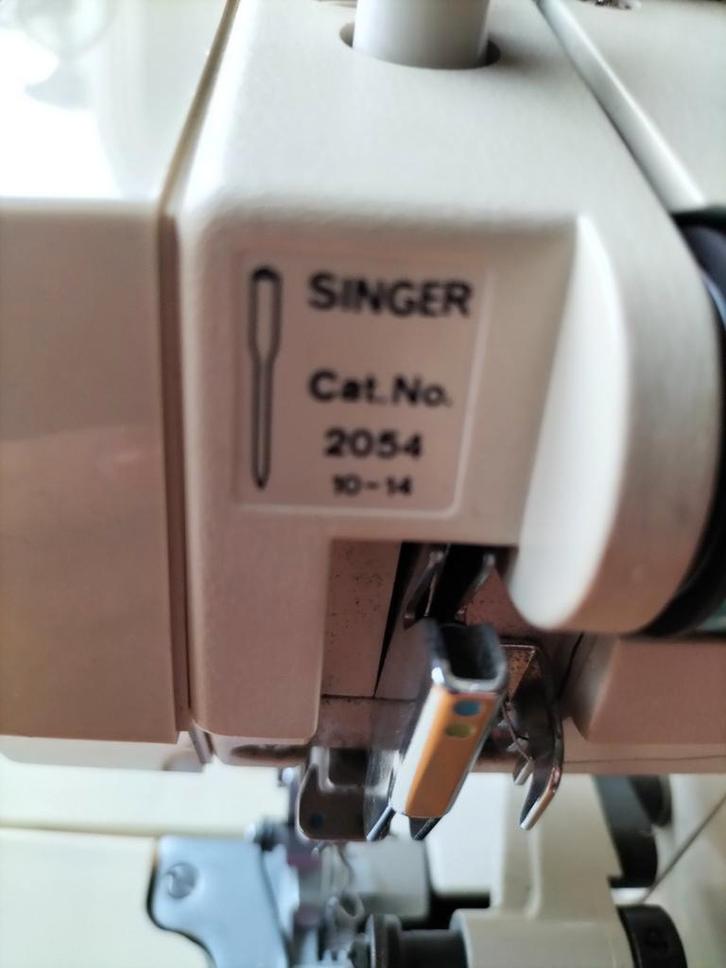 SINGER
Cat.No.
2054
10-14